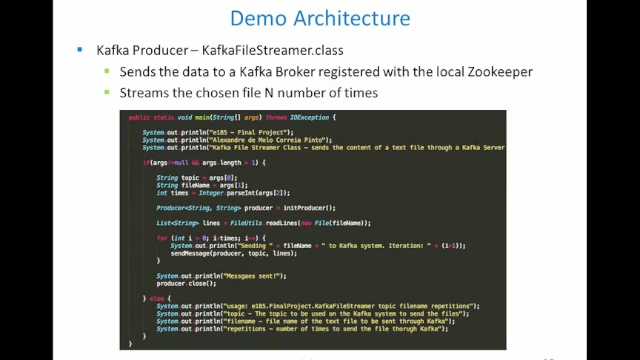 Demo Architecture
Kafka Producer – KafkaFileStreamer.class
Sends the data to a Kafka Broker registered with the local Zookeeper
Streams the chosen file N number of times
public static void main(String[] args) throws IOException {
System.out.println("e185 - Final Project");
System.out.println("Alexandre de Melo Correia Pinto");
System.out.println("Kafka File Streamer Class - sends the content of a text file through a Kafka Server
if(args!=null && args.length > 1) {
String topic = args[0];
String fileName = args[1];
int times = Integer.parseInt(args[2]);
Producer<String, String> producer = initProducer();
List<String> lines = FileUtils.readLines(new File(fileName));
for (int i = 0; i<times; i++) {
System.out.println("Sending " + fileName + " to Kafka system. Iteration: " + (i+1));
sendMessage(producer, topic, lines);
}
System.out.println("Messgaes sent!");
producer.close();
} else {
System.out.println("usage: e185.FinalProject.KafkaFileStreamer topic filename repetitions");
System.out.println("topic - The topic to be used on the Kafka system to send the files");
System.out.println("filename - file name of the text file to be sent through Kafka");
System.out.println("repetitions - number of times to send the file thorugh Kafka");
}
}